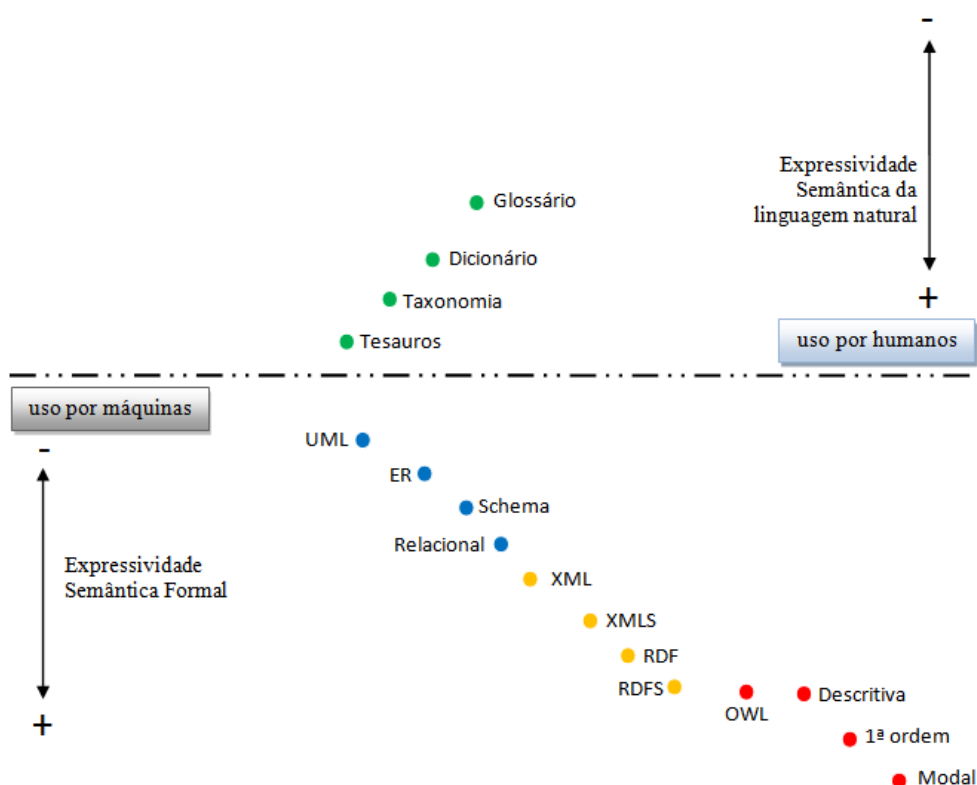 -
Expressividade
Semântica da
linguagem natural
+
Glossário
Dicionário
Taxonomia
Tesauros
uso por humanos
uso por máquinas
-
Expressividade
Semântica Formal
+
UML
ER
Schema
Relacional
XML
XMLS
RDF
RDFS
OWL
Descritiva
1ª ordem
Modal